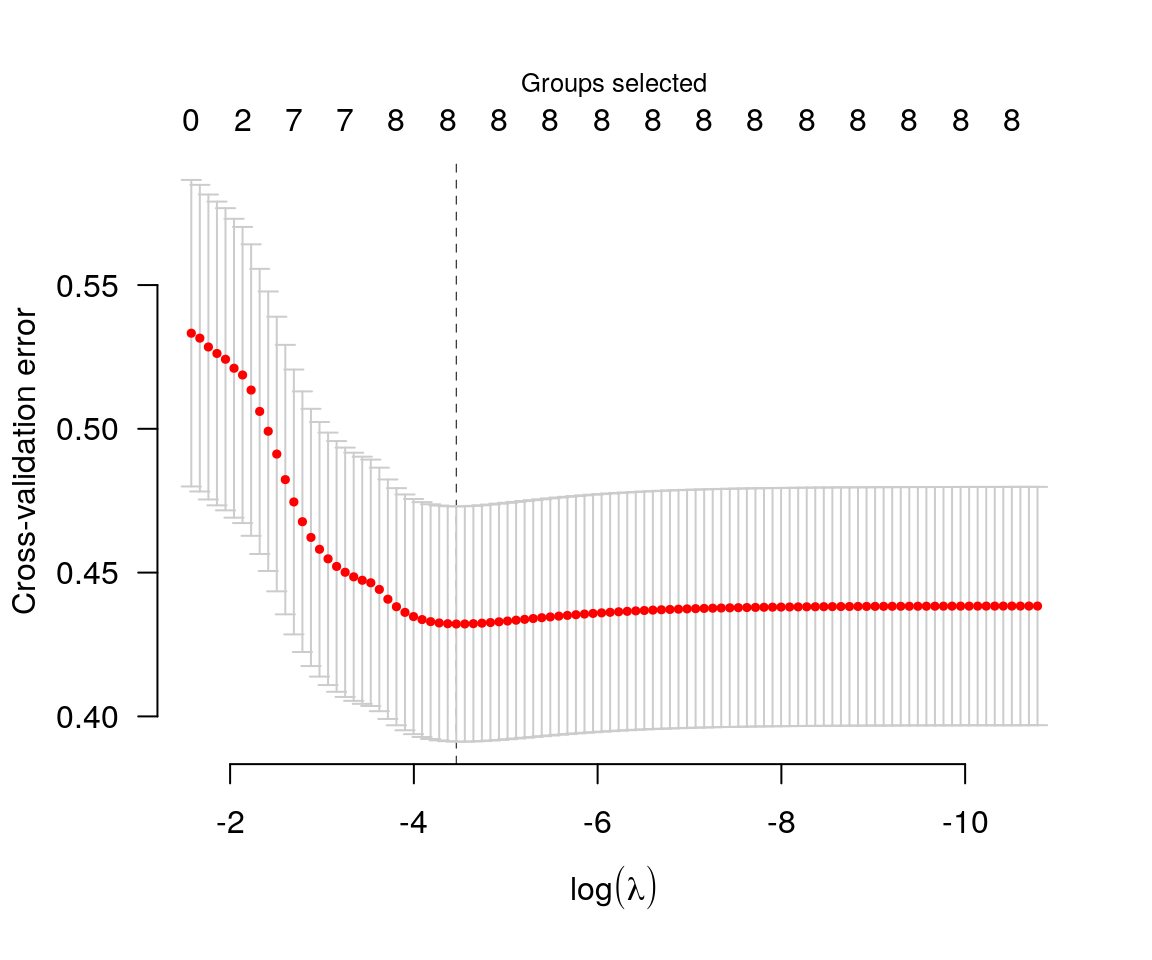 Groups selected
0 2 7 7 8 8 8 8 8 8 8 8 8 8 8 8 8
Cross-validation error
0.55
0.50
0.45
0.40
-2 -4 -6 -8 -10
log(λ)